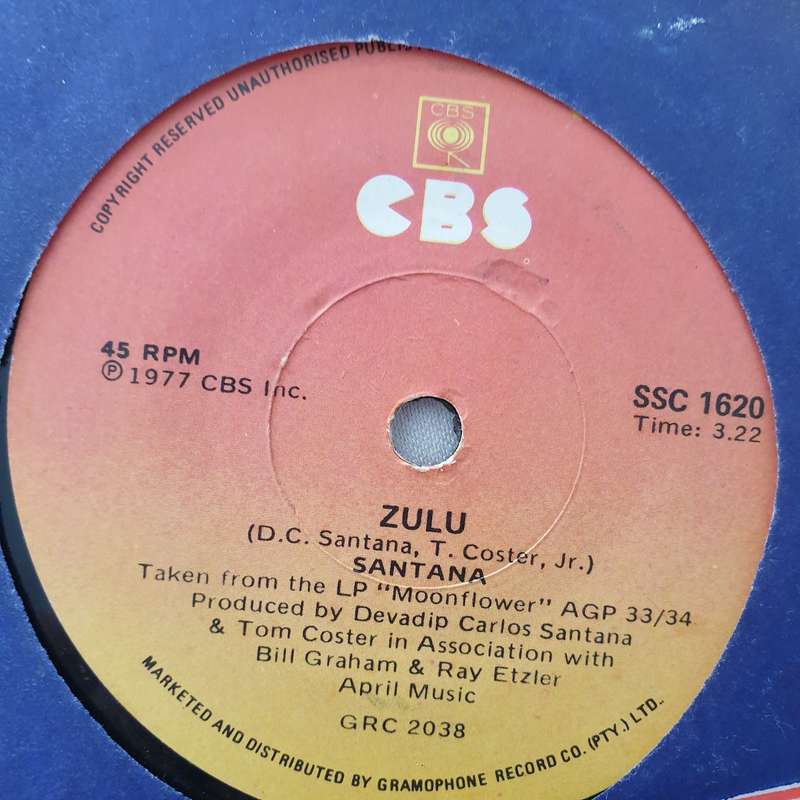 COPYRIGHT RESERVED UNAUTHORISED
CBS
CBS
45 RPM
Ⓟ 1977 CBS Inc.
SSC 1620
Time: 3.22
ZULU
(D.C. Santana, T. Coster, Jr.)
SANTANA
Taken from the LP "Moonflower" AGP 33/34
Produced by Devadip Carlos Santana
& Tom Coster in Association with
Bill Graham & Ray Etzler
April Music
GRC 2038
MARKETED AND DISTRIBUTED BY GRAMOPHONE RECORD CO. (PTY.) LTD..